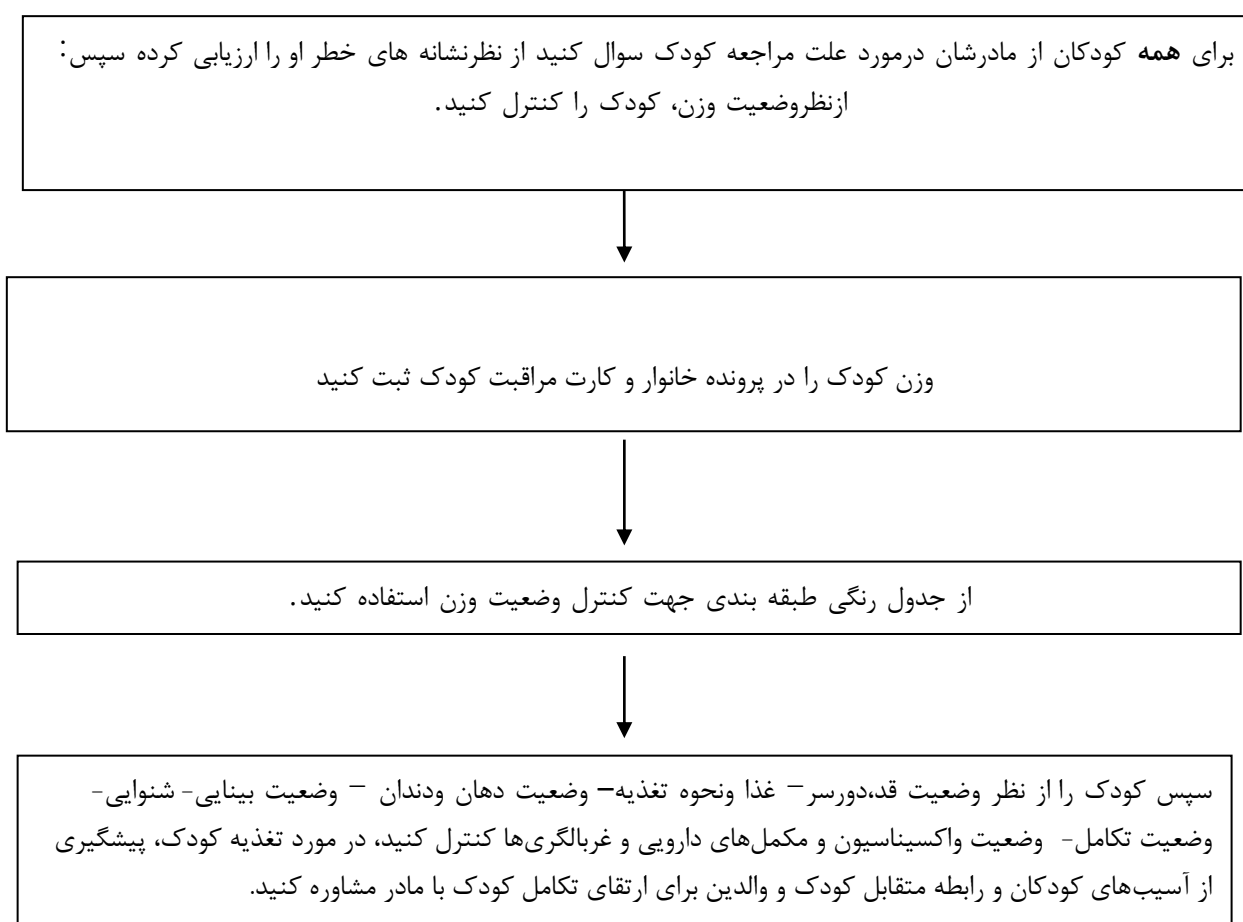 برای همه کودکان از مادرشان درمورد علت مراجعه کودک سوال کنید از نظرنشانه های خطر او را ارزیابی کرده سپس:
ازنظروضعیت وزن، کودک را کنترل کنید.
وزن کودک را در پرونده خانوار و کارت مراقبت کودک ثبت کنید
از جدول رنگی طبقه بندی جهت کنترل وضعیت وزن استفاده کنید.
سپس کودک را از نظر وضعیت قد،دورسر– غذا ونحوه تغذیه– وضعیت دهان ودندان – وضعیت بینایی- شنوایی-
وضعیت تکامل- وضعیت واکسیناسیون و مکمل‌های دارویی و غربالگری‌ها کنترل کنید، در مورد تغذیه کودک، پیشگیری
از آسیب‌های کودکان و رابطه متقابل کودک و والدین برای ارتقای تکامل کودک با مادر مشاوره کنید.